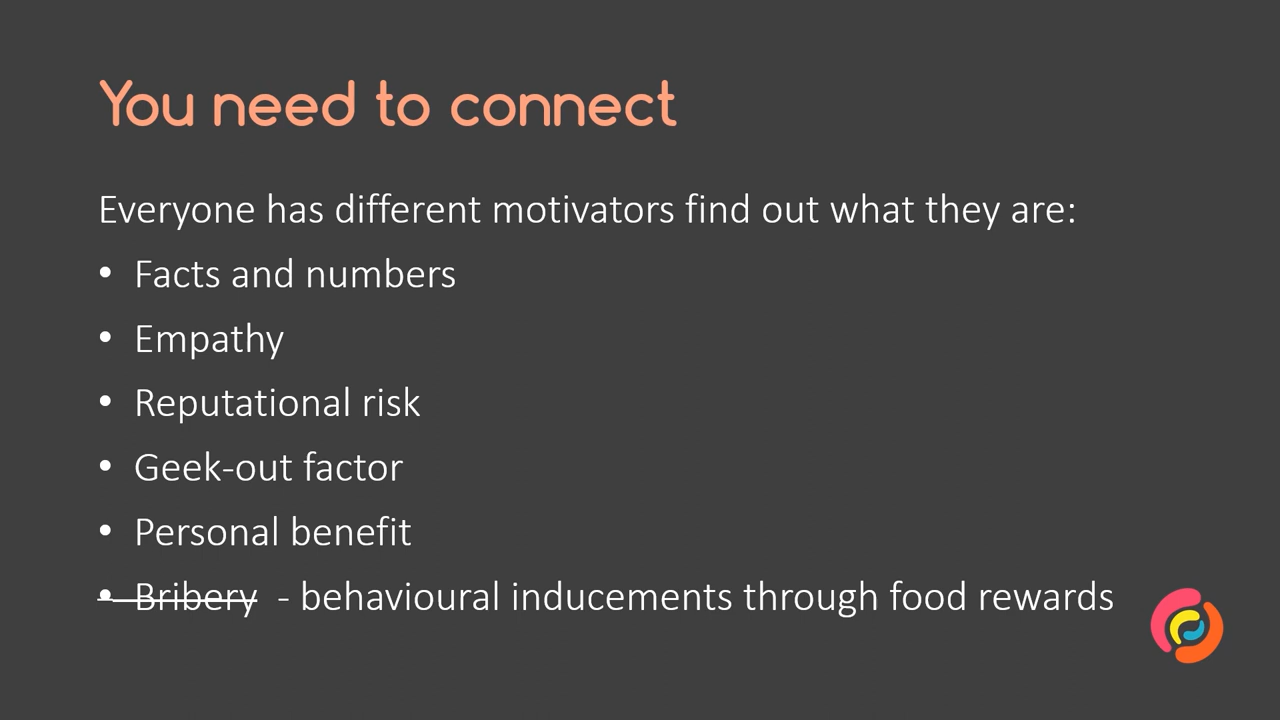 You need to connect
Everyone has different motivators find out what they are:
• Facts and numbers
• Empathy
• Reputational risk
• Geek-out factor
• Personal benefit
• Bribery - behavioural inducements through food rewards